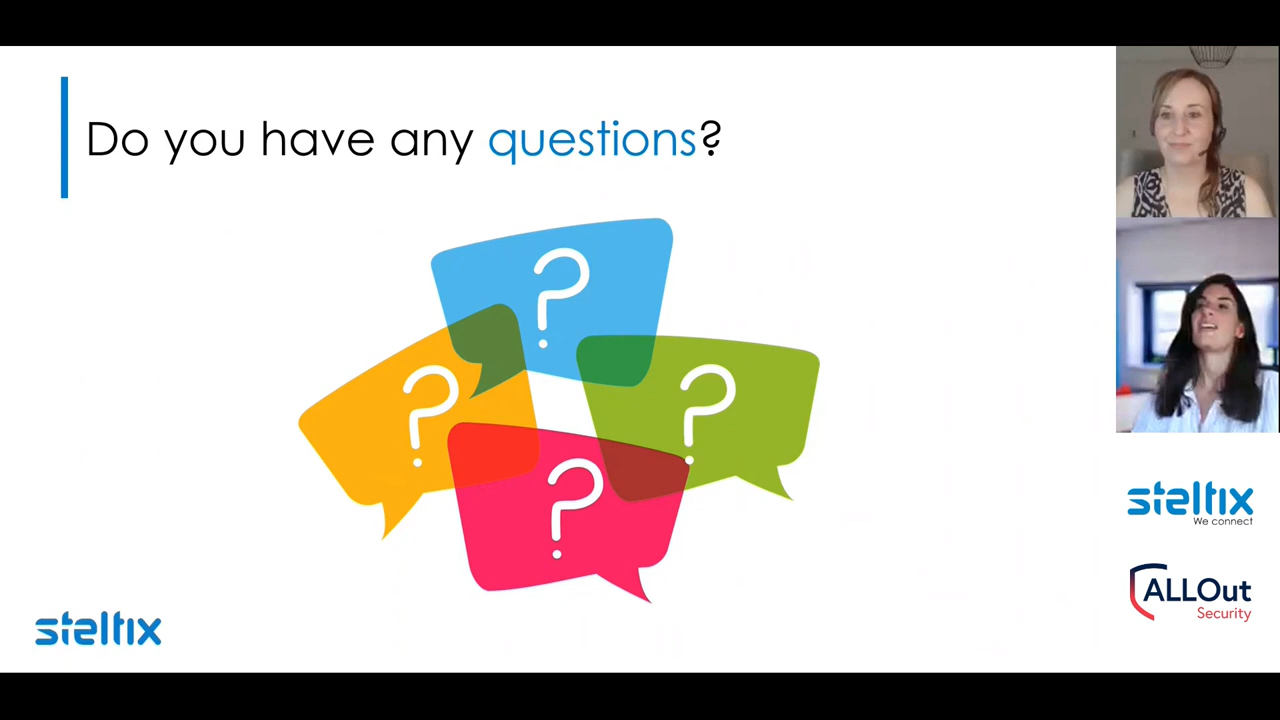 Do you have any questions?
?
?
?
?
steltix
We connect
ALLOut
Security
steltix